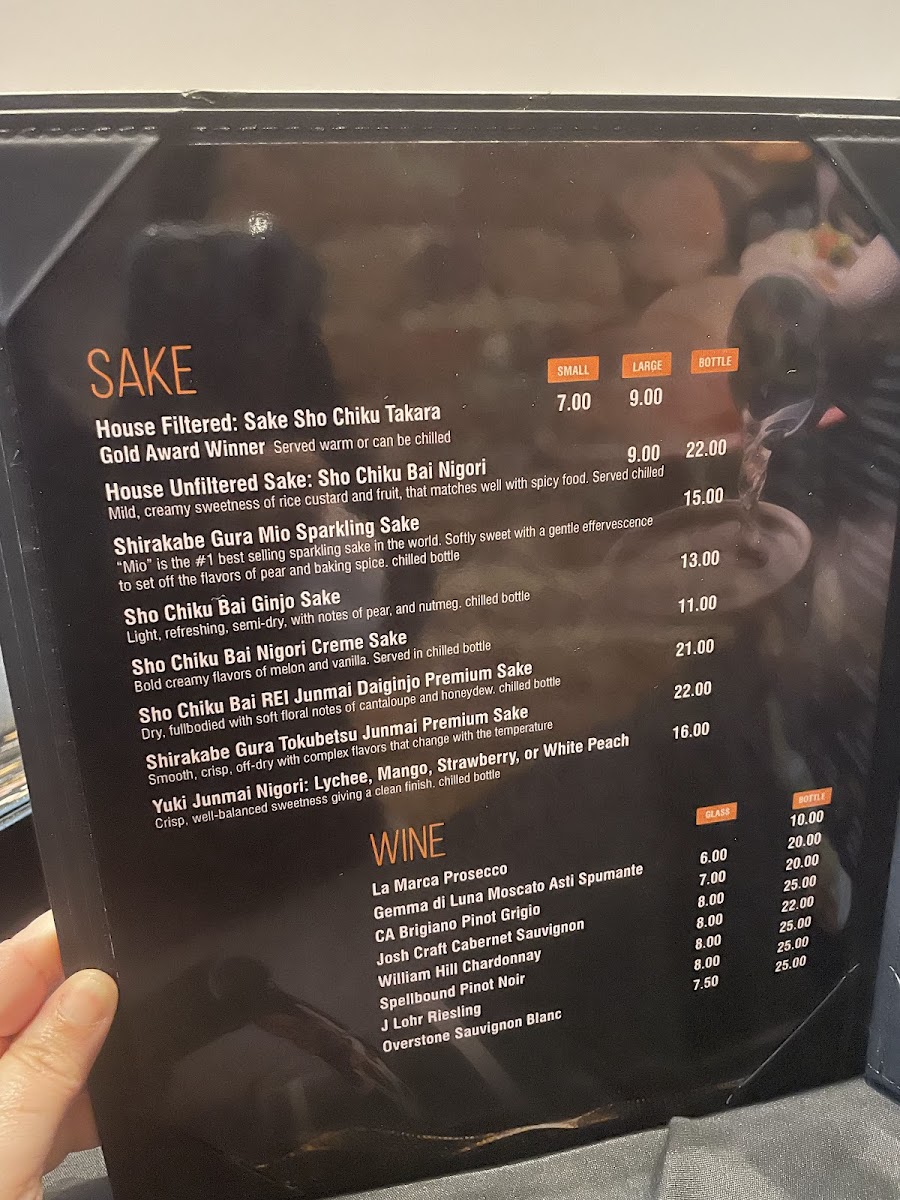 SAKE
SMALL LARGE BOTTLE
House Filtered: Sake Sho Chiku Takara 7.00 9.00
Gold Award Winner Served warm or can be chilled
House Unfiltered Sake: Sho Chiku Bai Nigori 9.00 22.00
Mild, creamy sweetness of rice custard and fruit, that matches well with spicy food. Served chilled
Shirakabe Gura Mio Sparkling Sake 15.00
“Mio” is the #1 best selling sparkling sake in the world. Softly sweet with a gentle effervescence
to set off the flavors of pear and baking spice. chilled bottle
Sho Chiku Bai Ginjo Sake 13.00
Light, refreshing, semi-dry, with notes of pear, and nutmeg. chilled bottle
Sho Chiku Bai Nigori Creme Sake 11.00
Bold creamy flavors of melon and vanilla. Served in chilled bottle
Sho Chiku Bai REI Junmai Daiginjo Premium Sake 21.00
Dry, fullbodied with soft floral notes of cantaloupe and honeydew. chilled bottle
Shirakabe Gura Tokubetsu Junmai Premium Sake 22.00
Smooth, crisp, off-dry with complex flavors that change with the temperature
Yuki Junmai Nigori: Lychee, Mango, Strawberry, or White Peach 16.00
Crisp, well-balanced sweetness giving a clean finish. chilled bottle
WINE
GLASS BOTTLE
La Marca Prosecco 10.00
Gemma di Luna Moscato Asti Spumante 6.00 20.00
CA Brigiano Pinot Grigio 7.00 20.00
Josh Craft Cabernet Sauvignon 8.00 25.00
William Hill Chardonnay 8.00 22.00
Spellbound Pinot Noir 8.00 25.00
J Lohr Riesling 8.00 25.00
Overstone Sauvignon Blanc 7.50 25.00